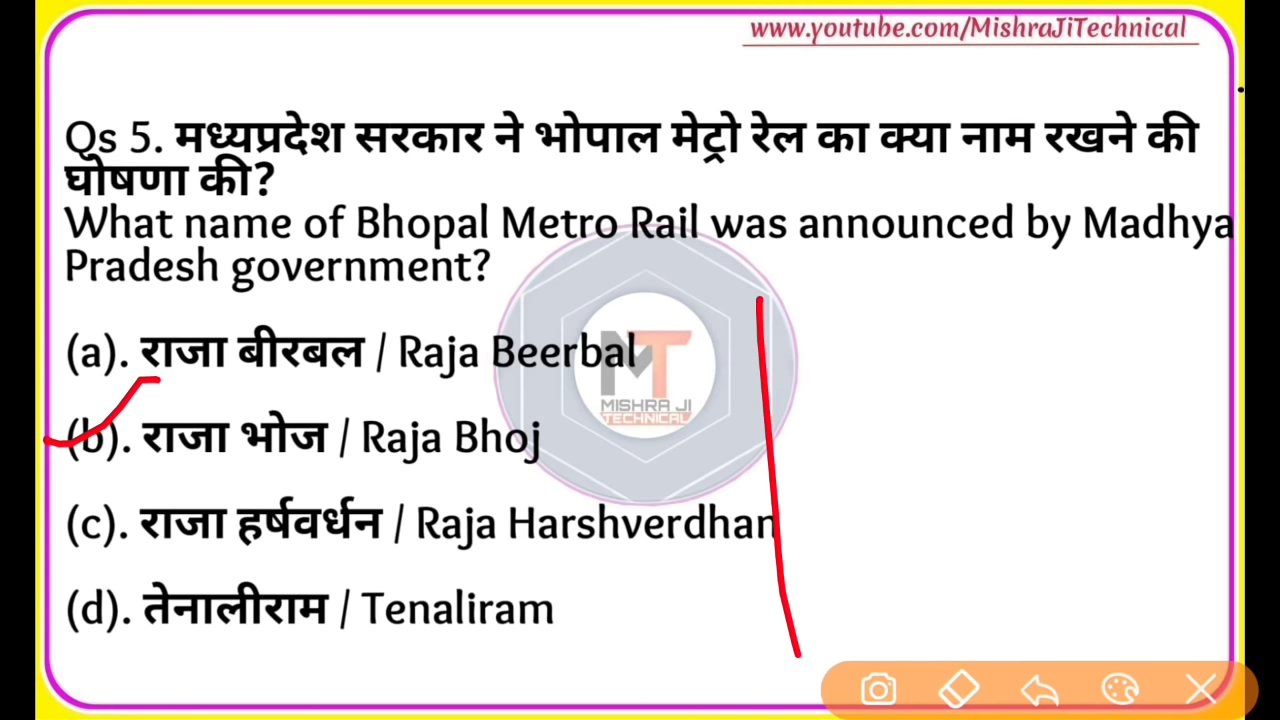 www.youtube.com/MishraJiTechnical
Qs 5. मध्यप्रदेश सरकार ने भोपाल मेट्रो रेल का क्या नाम रखने की
घोषणा की?
What name of Bhopal Metro Rail was announced by Madhya
Pradesh government?
(a). राजा बीरबल / Raja Beerbal
MT
MISHRA JI
TECHNICAL
(b). राजा भोज / Raja Bhoj
(c). राजा हर्षवर्धन / Raja Harshverdhan
(d). तेनालीराम / Tenaliram